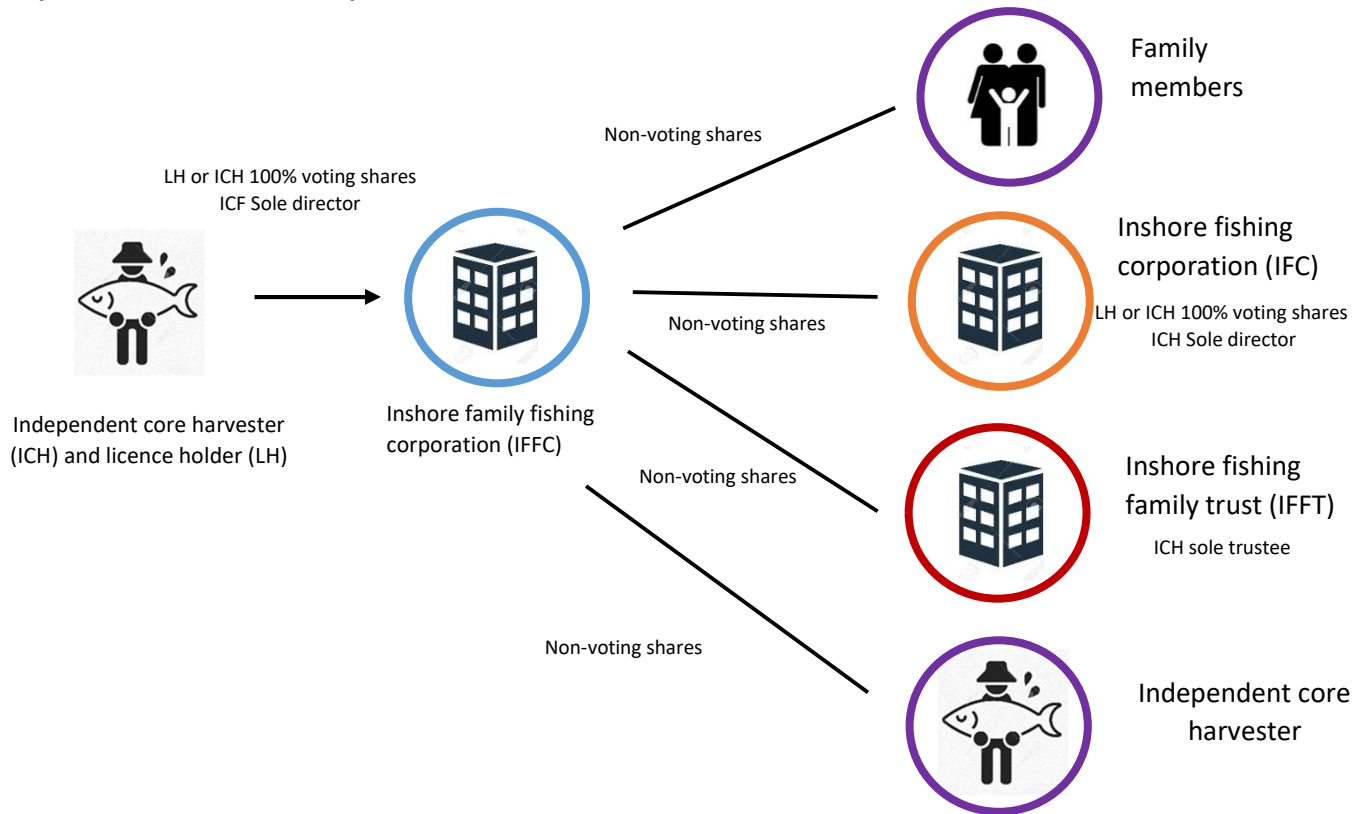 Family
members
Non-voting shares
LH or ICH 100% voting shares
ICF Sole director
Inshore fishing
corporation (IFC)
LH or ICH 100% voting shares
ICH Sole director
Non-voting shares
Independent core harvester
(ICH) and licence holder (LH)
Inshore family fishing
corporation (IFFC)
Non-voting shares
Inshore fishing
family trust (IFFT)
ICH sole trustee
Non-voting shares
Independent core
harvester